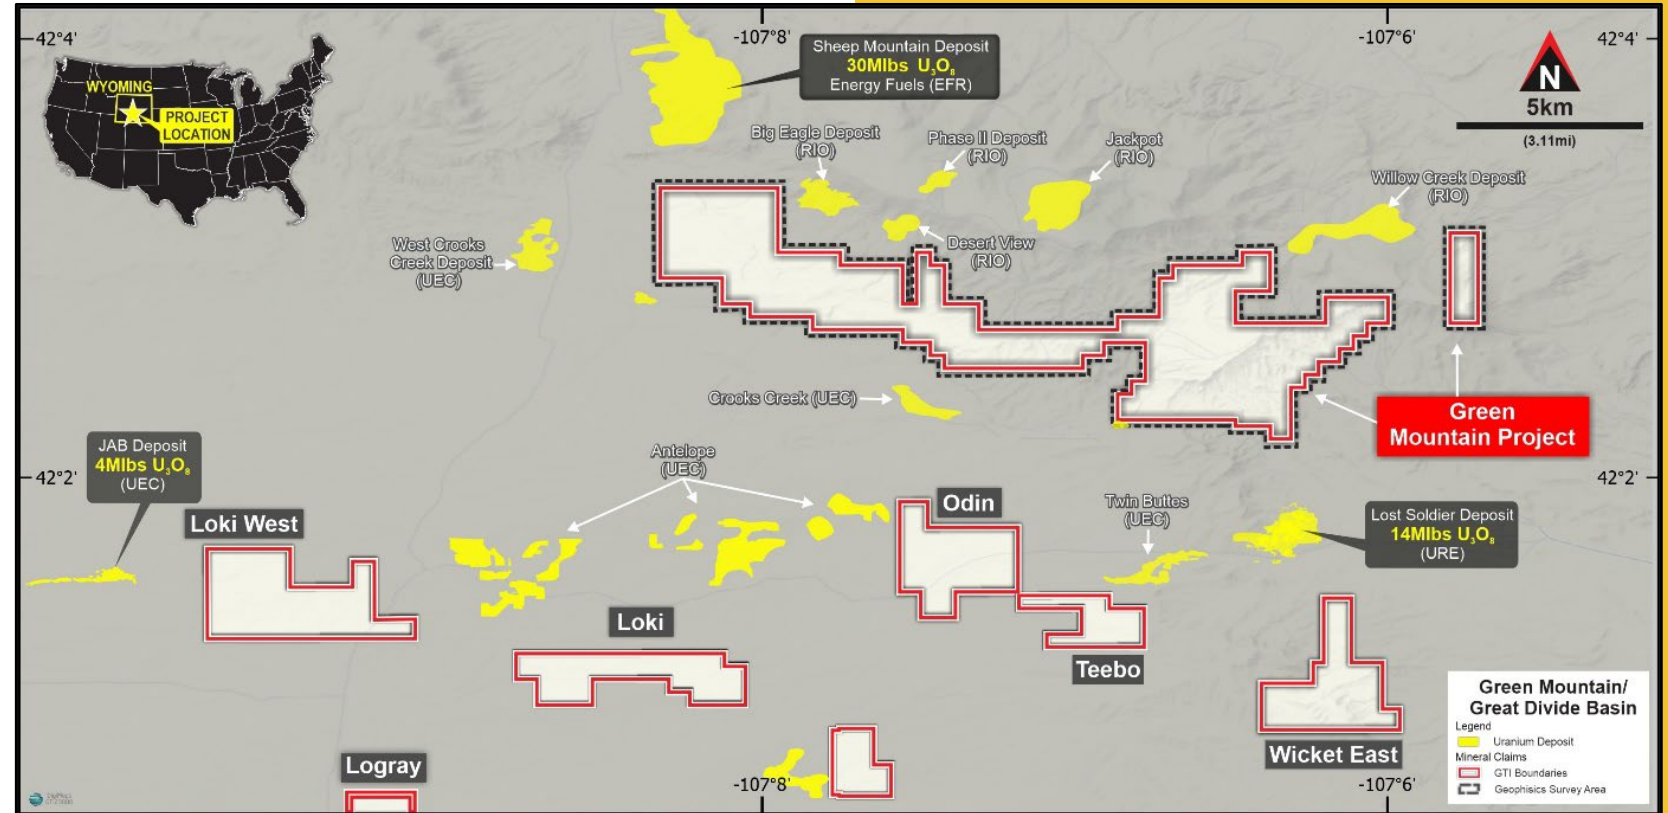 42°4'
-107°8'
-107°6'
42°4'
WYOMING
PROJECT
LOCATION
Sheep Mountain Deposit
30Mlbs U₃O₈
Energy Fuels (EFR)
N
5km
(3.11mi)
Big Eagle Deposit
(RIO)
Phase II Deposit
(RIO)
Jackpot
(RIO)
Willow Creek Deposit
(RIO)
West Crooks
Creek Deposit
(UEC)
Desert View
(RIO)
Crooks Creek (UEC)
Green
Mountain Project
JAB Deposit
4Mlbs U₃O₈
(UEC)
42°2'
42°2'
Antelope
(UEC)
Loki West
Odin
Twin Buttes
(UEC)
Lost Soldier Deposit
14Mlbs U₃O₈
(URE)
Loki
Teebo
Wicket East
Logray
-107°8'
-107°6'
Green Mountain/
Great Divide Basin
Legend
Uranium Deposit
Mineral Claims
GTI Boundaries
Geophisics Survey Area